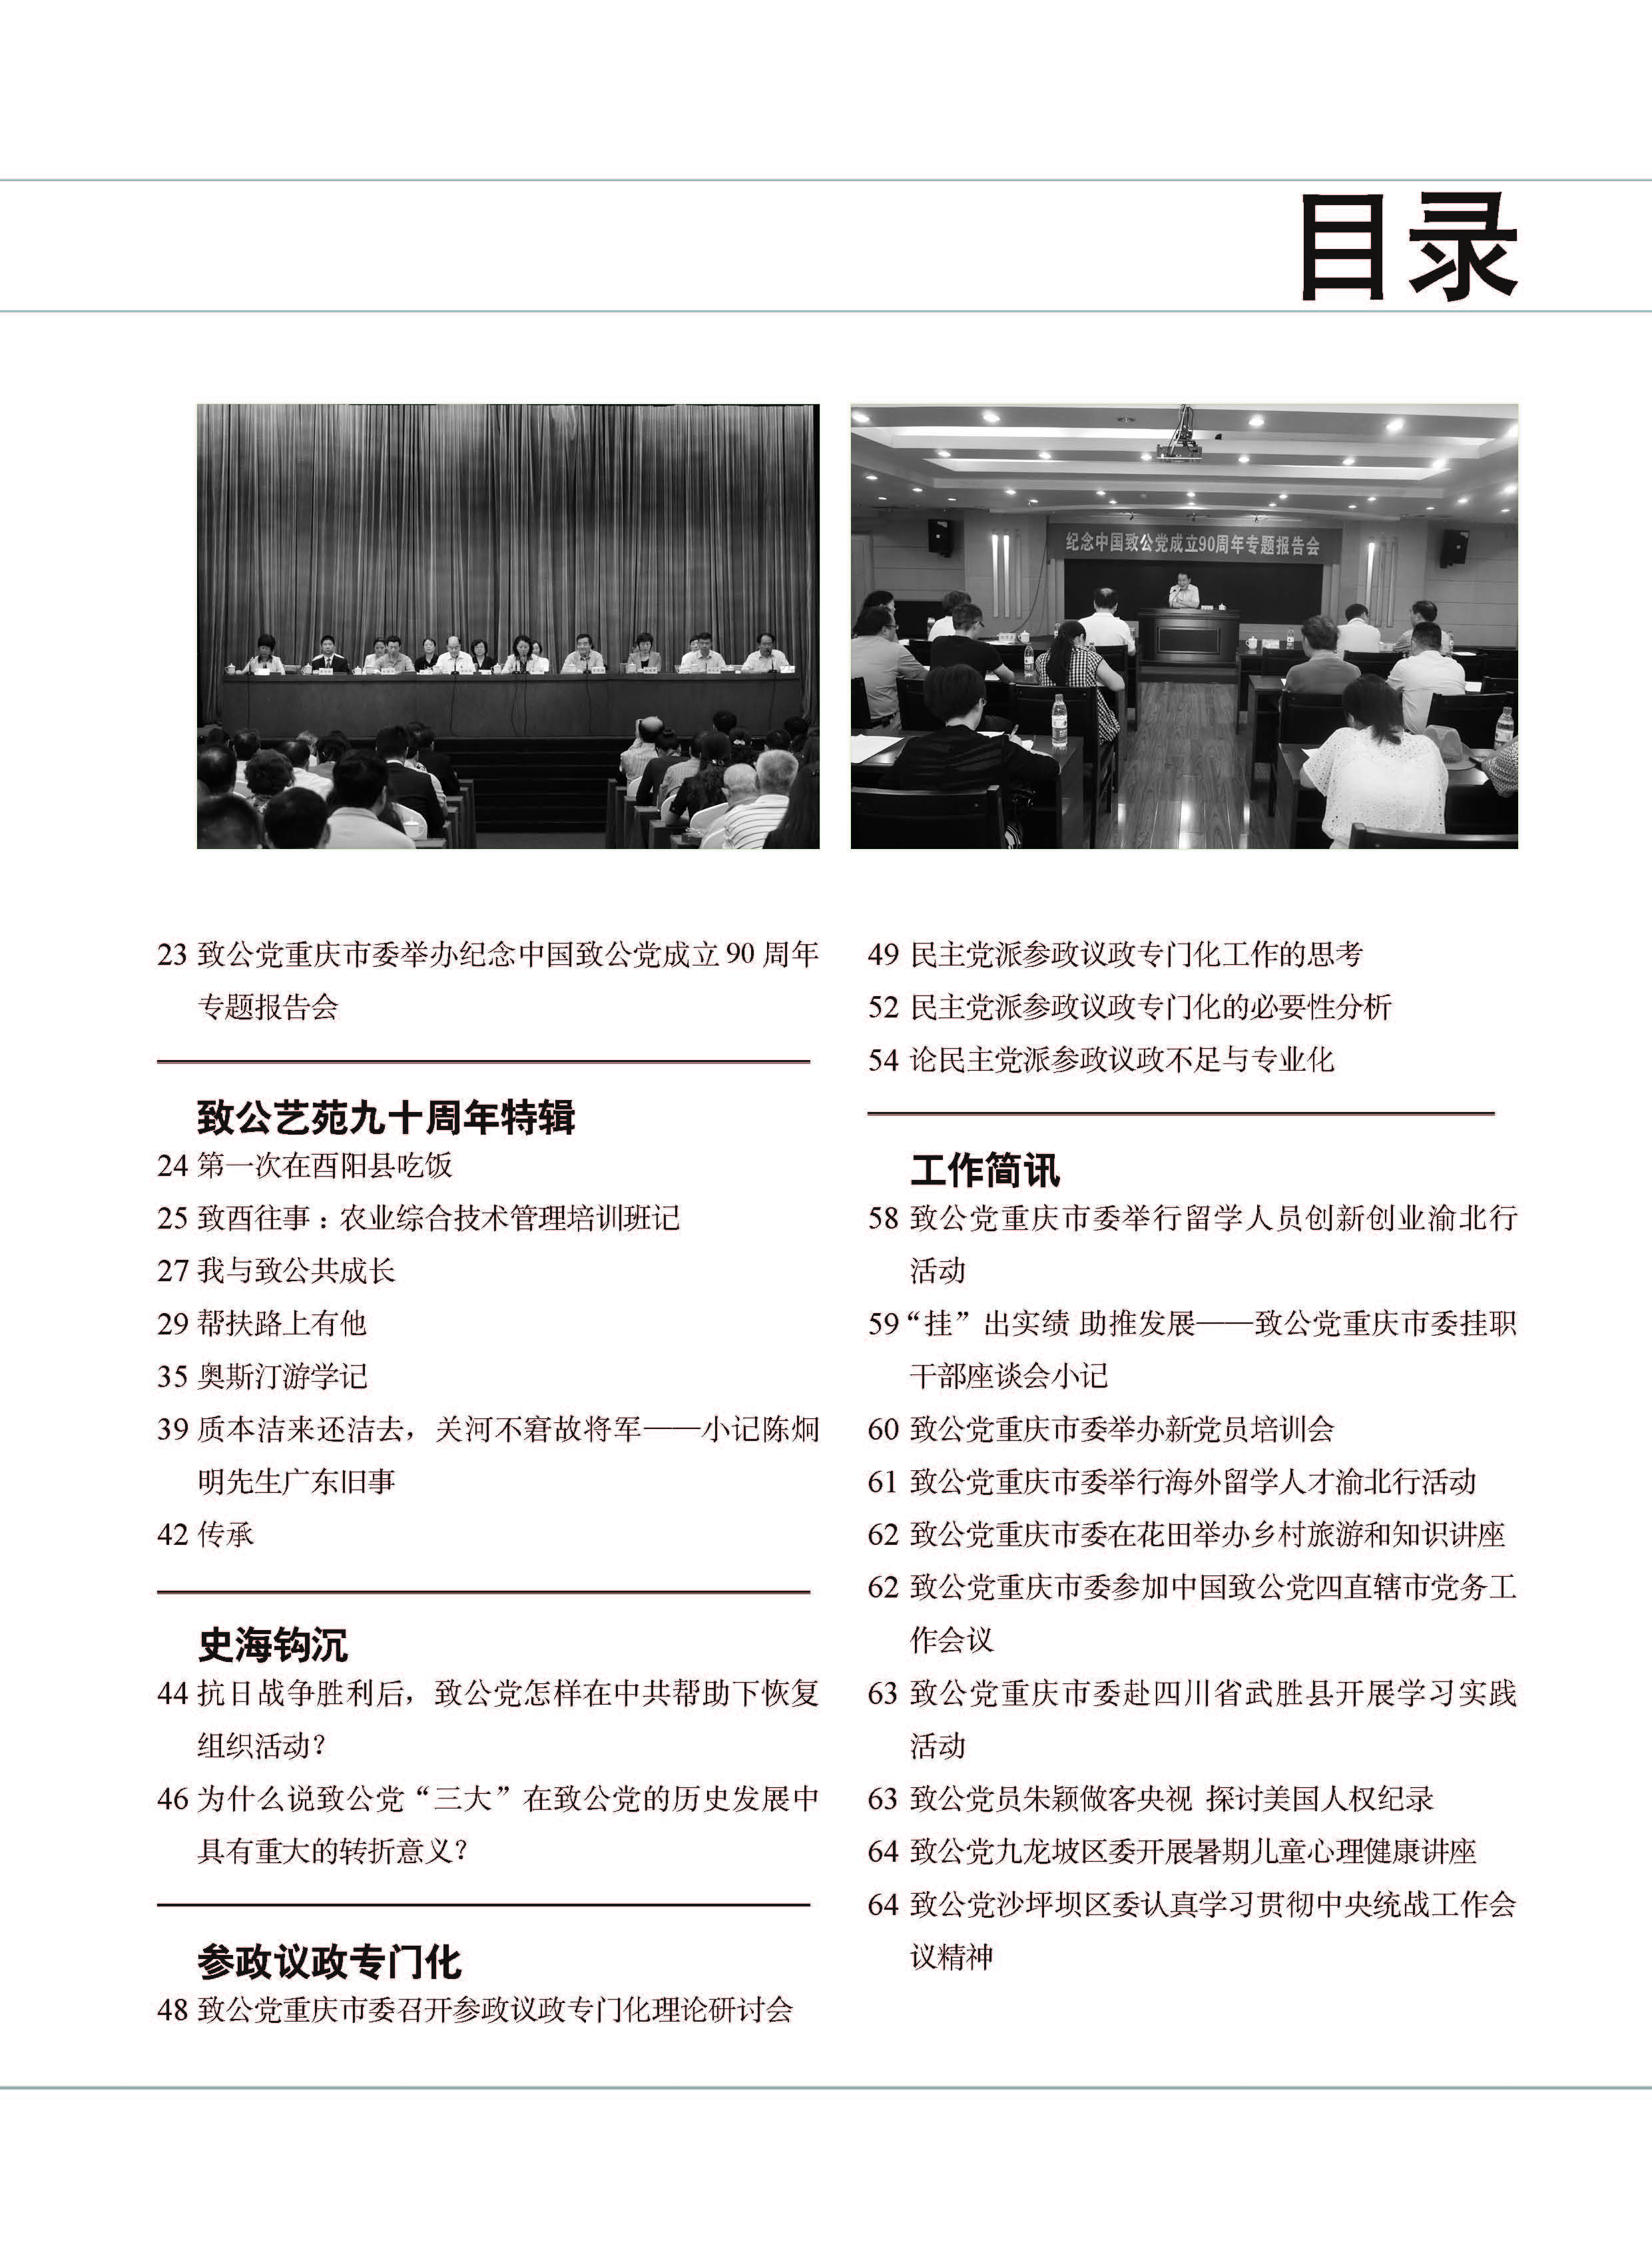 目录
纪念中国致公党成立90周年专题报告会
23 致公党重庆市委举办纪念中国致公党成立 90 周年
专题报告会
致公艺苑九十周年特辑
24 第一次在酉阳县吃饭
25 致酉往事：农业综合技术管理培训班记
27 我与致公共成长
29 帮扶路上有他
35 奥斯汀游学记
39 质本洁来还洁去，关河不窘故将军——小记陈炯
明先生广东旧事
42 传承
史海钩沉
44 抗日战争胜利后，致公党怎样在中共帮助下恢复
组织活动？
46 为什么说致公党“三大”在致公党的历史发展中
具有重大的转折意义？
参政议政专门化
48 致公党重庆市委召开参政议政专门化理论研讨会
49 民主党派参政议政专门化工作的思考
52 民主党派参政议政专门化的必要性分析
54 论民主党派参政议政不足与专业化
工作简讯
58 致公党重庆市委举行留学人员创新创业渝北行
活动
59 “挂”出实绩 助推发展——致公党重庆市委挂职
干部座谈会小记
60 致公党重庆市委举办新党员培训会
61 致公党重庆市委举行海外留学人才渝北行活动
62 致公党重庆市委在花田举办乡村旅游和知识讲座
62 致公党重庆市委参加中国致公党四直辖市党务工
作会议
63 致公党重庆市委赴四川省武胜县开展学习实践
活动
63 致公党员朱颖做客央视 探讨美国人权纪录
64 致公党九龙坡区委开展暑期儿童心理健康讲座
64 致公党沙坪坝区委认真学习贯彻中央统战工作会
议精神